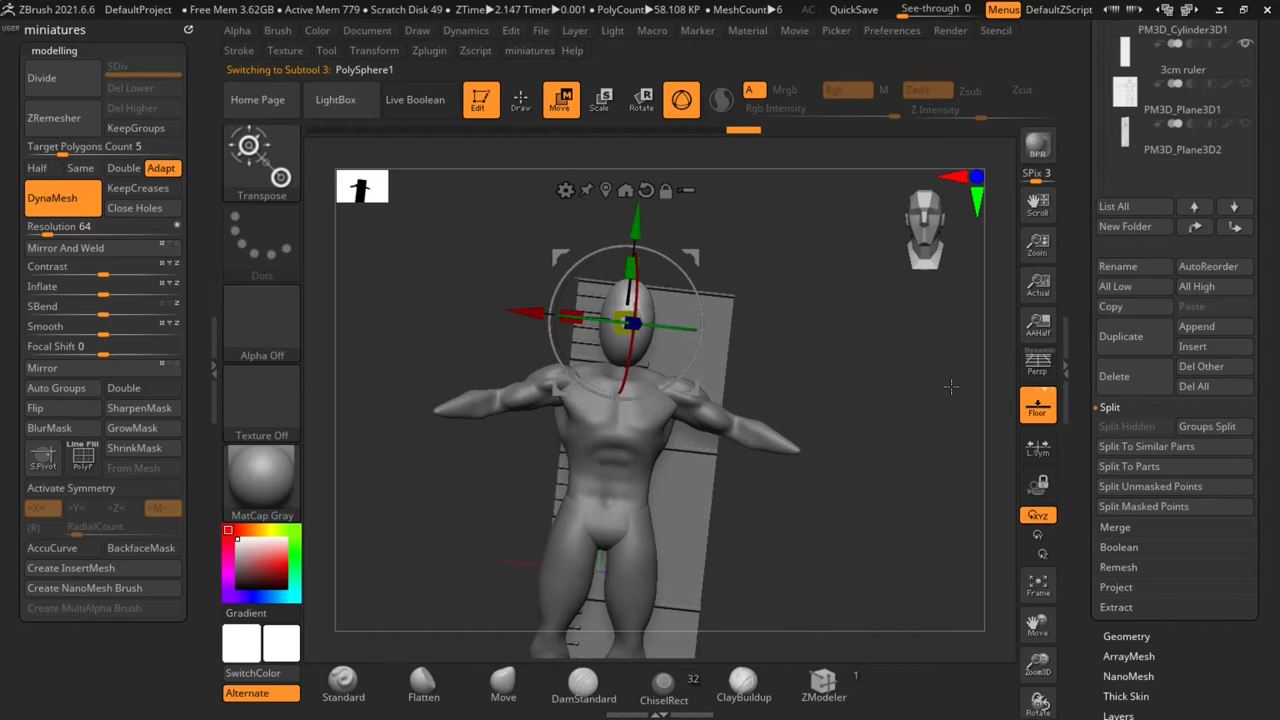 ZBrush 2021.6.6 DefaultProject • Free Mem 3.62GB • Active Mem 779 • Scratch Disk 49 • ZTime▸2.147 Timer▸0.001 • PolyCount▸58.108 KP • MeshCount▸6 AC QuickSave See-through 0 Menus DefaultZScript
USER miniatures
Alpha Brush Color Document Draw Dynamics Edit File Layer Light Macro Marker Material Movie Picker Preferences Render Stencil
Stroke Texture Tool Transform Zplugin Zscript miniatures Help
Switching to Subtool 3: PolySphere1
Home Page LightBox Live Boolean Edit Draw Move Scale Rotate A Mrgb Rgb M Zadd Zsub Zcut
Rgb Intensity Z Intensity
modelling
Divide SDiv
Del Lower
ZRemesher Del Higher
KeepGroups
Target Polygons Count 5
Half Same Double Adapt
DynaMesh KeepCreases
Close Holes
Resolution 64
Mirror And Weld
Contrast
Inflate
SBend
Smooth
Focal Shift 0
Mirror
Auto Groups Double
Flip SharpenMask
BlurMask GrowMask
S.Pivot Line Fill PolyF ShrinkMask
From Mesh
Activate Symmetry
>X< >Y< >Z< >M<
(R) RadialCount
AccuCurve BackfaceMask
Create InsertMesh
Create NanoMesh Brush
Create MultiAlpha Brush
Transpose
Dots
Alpha Off
Texture Off
MatCap Gray
Gradient
SwitchColor
Alternate
Standard Flatten Move DamStandard ChiselRect 32 ClayBuildup ZModeler 1
BPR
SPix 3
Scroll
Zoom
Actual
AAHalf
Dynamic
Persp
Floor
L.Sym
XYZ
Frame
Move
Zoom3D
Rotate
PM3D_Cylinder3D1
3cm ruler
PM3D_Plane3D1
PM3D_Plane3D2
List All
New Folder
Rename AutoReorder
All Low All High
Copy Paste
Duplicate Append
Insert
Delete Del Other
Del All
Split
Split Hidden Groups Split
Split To Similar Parts
Split To Parts
Split Unmasked Points
Split Masked Points
Merge
Boolean
Remesh
Project
Extract
Geometry
ArrayMesh
NanoMesh
Thick Skin
Layers